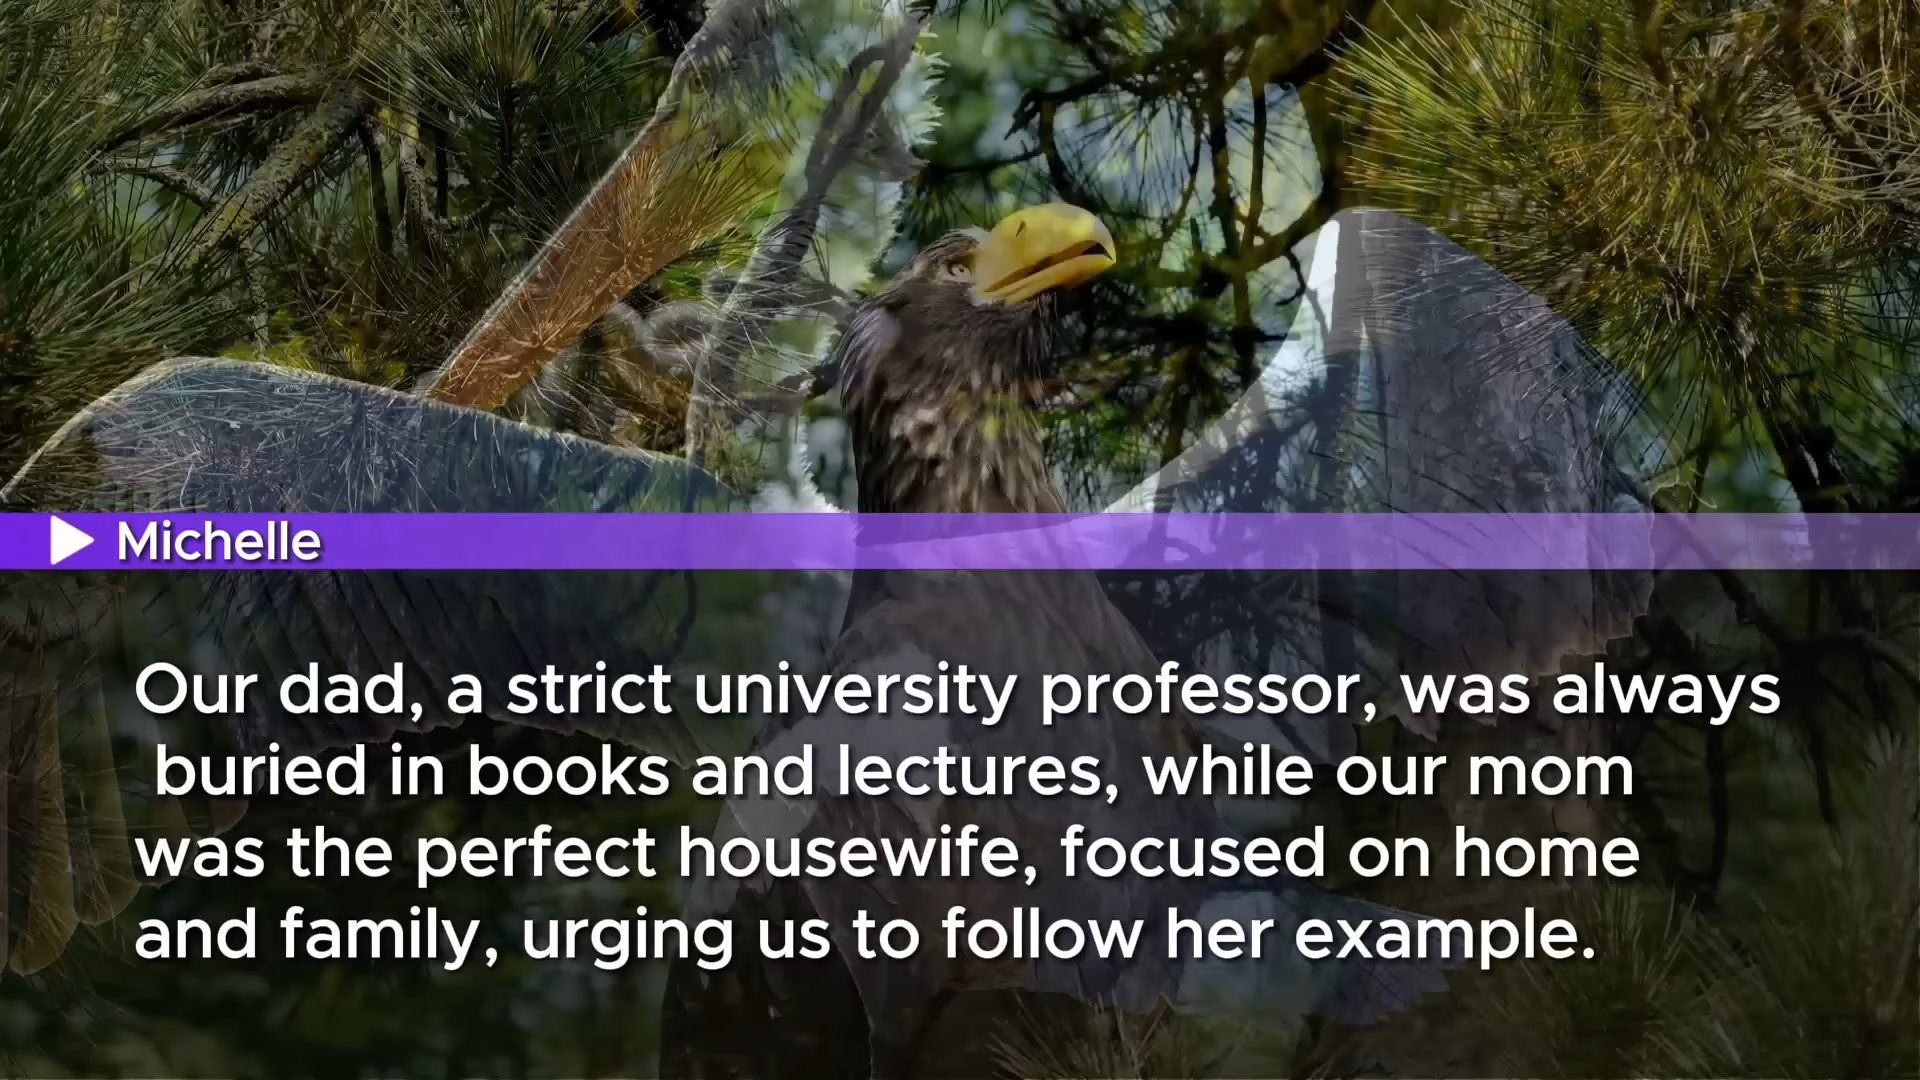 Michelle
Our dad, a strict university professor, was always
buried in books and lectures, while our mom
was the perfect housewife, focused on home
and family, urging us to follow her example.